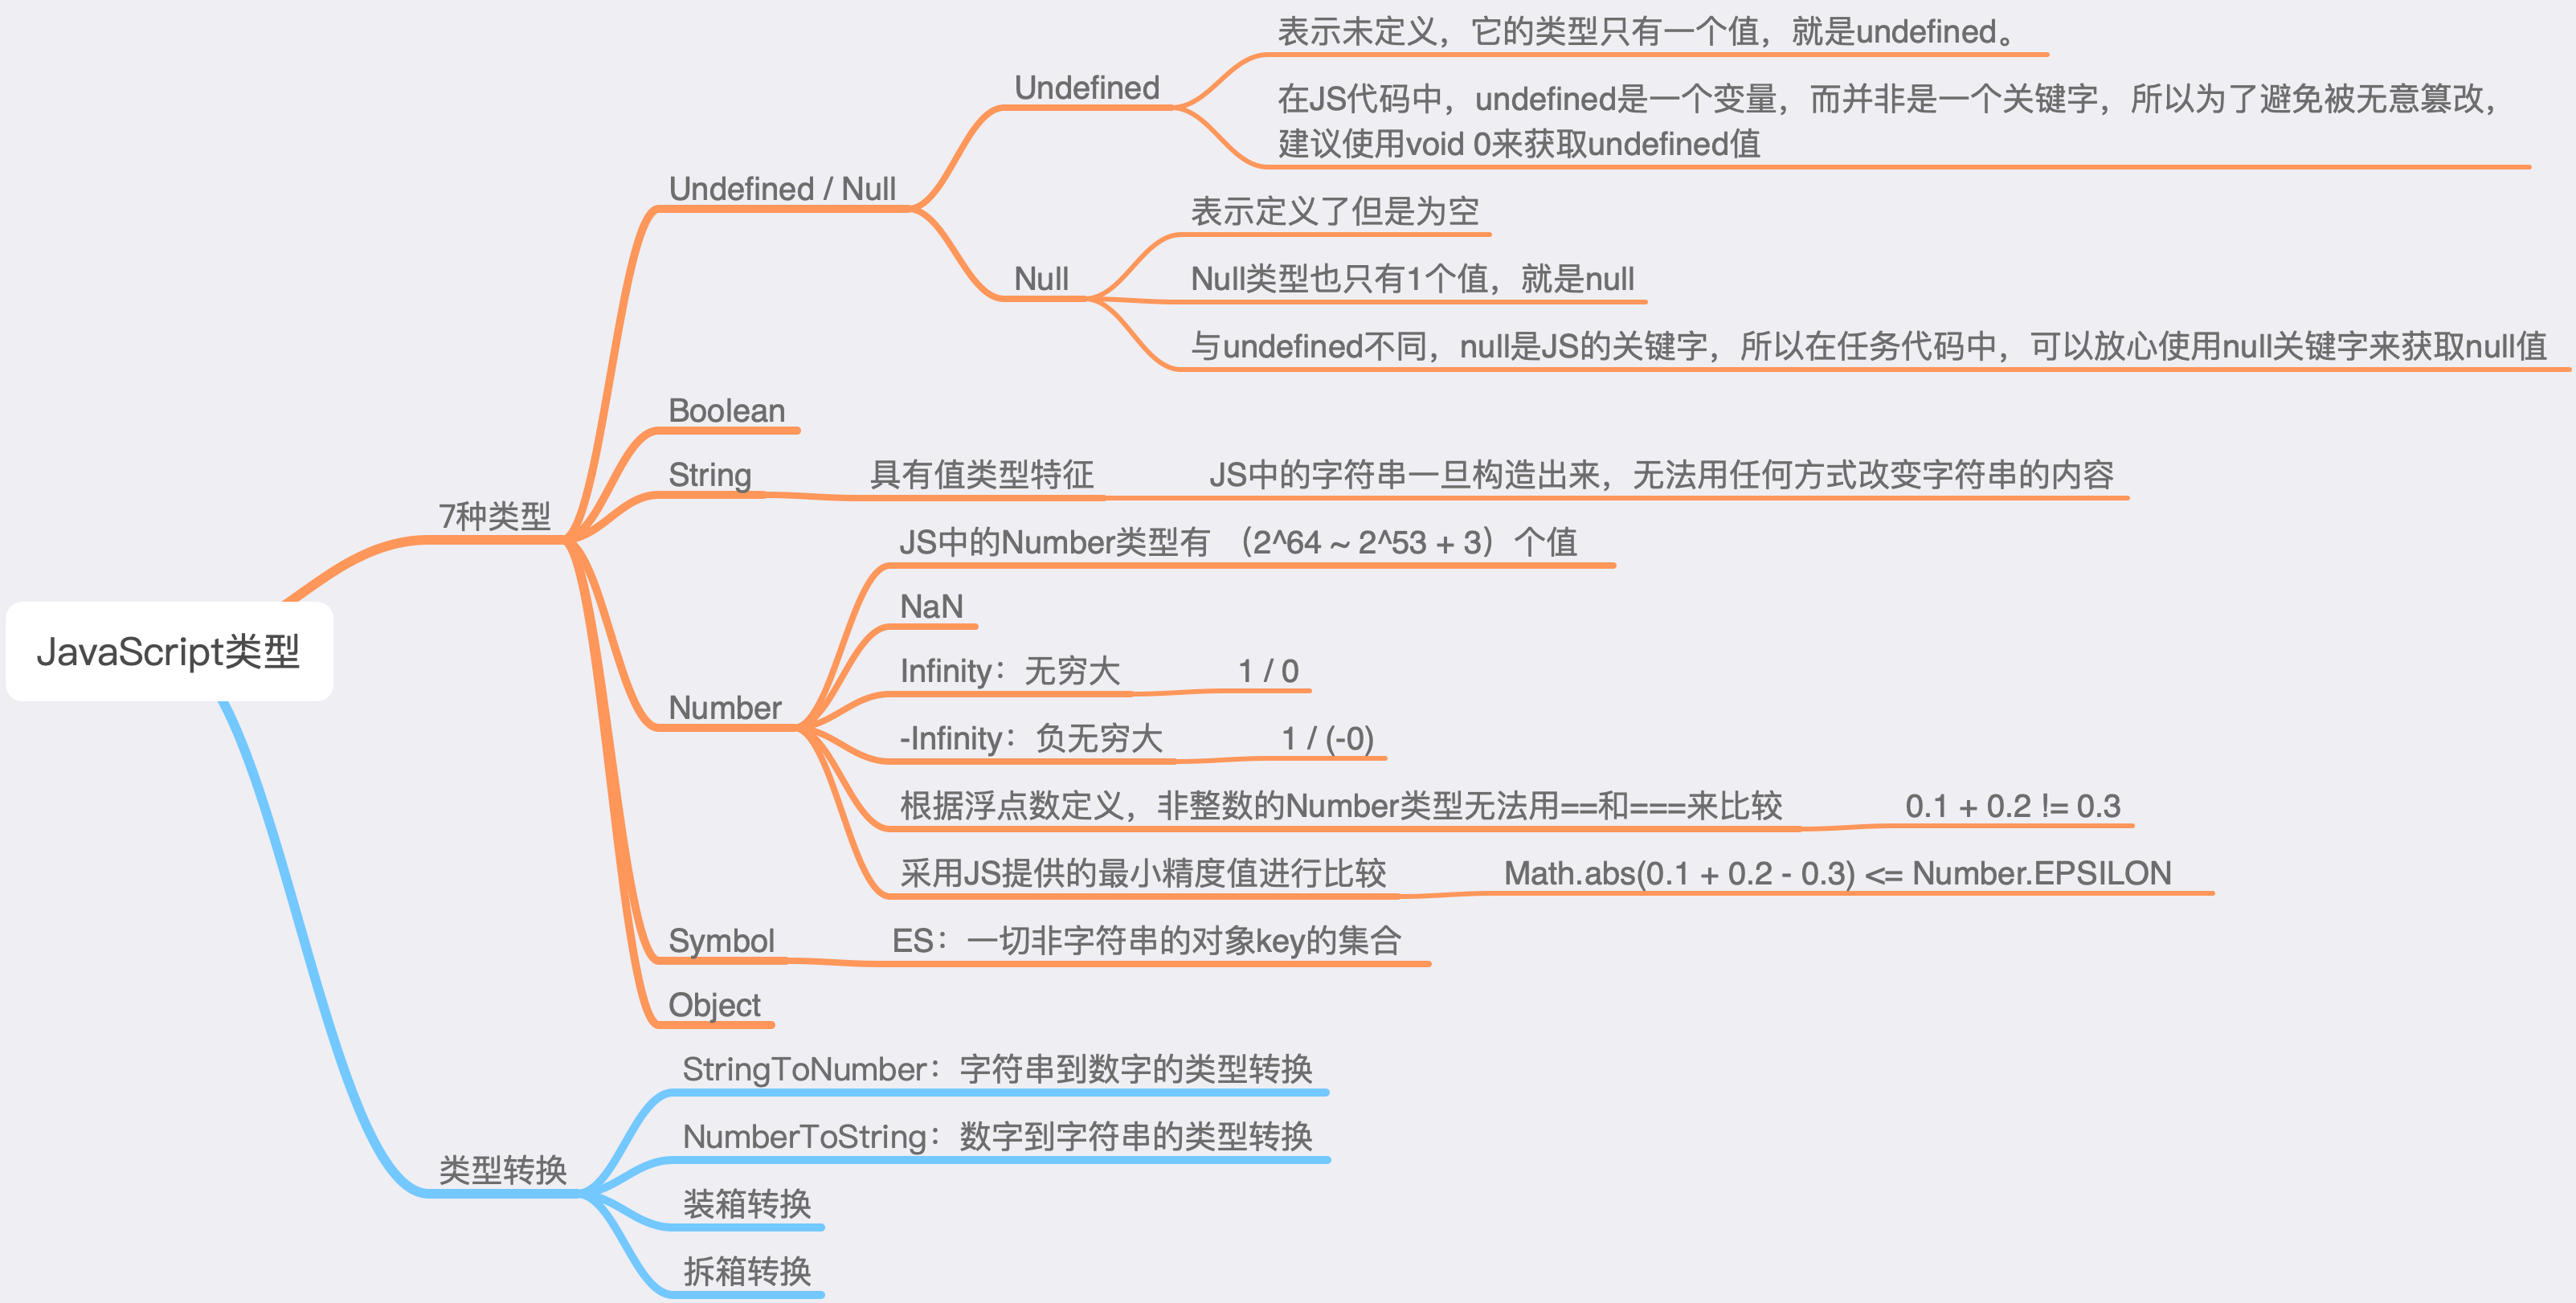 JavaScript类型
7种类型
Undefined / Null
Undefined
表示未定义，它的类型只有一个值，就是undefined。
在JS代码中，undefined是一个变量，而并非是一个关键字，所以为了避免被无意篡改，
建议使用void 0来获取undefined值
Null
表示定义了但是为空
Null类型也只有1个值，就是null
与undefined不同，null是JS的关键字，所以在任务代码中，可以放心使用null关键字来获取null值
Boolean
String
具有值类型特征
JS中的字符串一旦构造出来，无法用任何方式改变字符串的内容
Number
JS中的Number类型有 （2^64 ~ 2^53 + 3）个值
NaN
Infinity：无穷大
1 / 0
-Infinity：负无穷大
1 / (-0)
根据浮点数定义，非整数的Number类型无法用==和===来比较
0.1 + 0.2 != 0.3
采用JS提供的最小精度值进行比较
Math.abs(0.1 + 0.2 - 0.3) <= Number.EPSILON
Symbol
ES：一切非字符串的对象key的集合
Object
类型转换
StringToNumber：字符串到数字的类型转换
NumberToString：数字到字符串的类型转换
装箱转换
拆箱转换